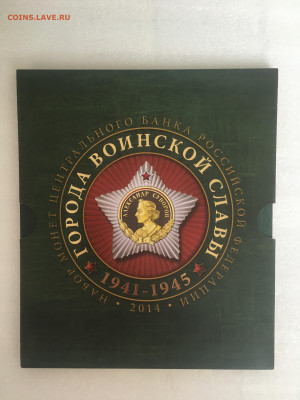 COINS.LAVE.RU
НАБОР МОНЕТ ЦЕНТРАЛЬНОГО БАНКА РОССИЙСКОЙ ФЕДЕРАЦИИ
ГОРОДА ВОИНСКОЙ СЛАВЫ
АЛЕКСАНДР СУВОРОВ
1941-1945
2014